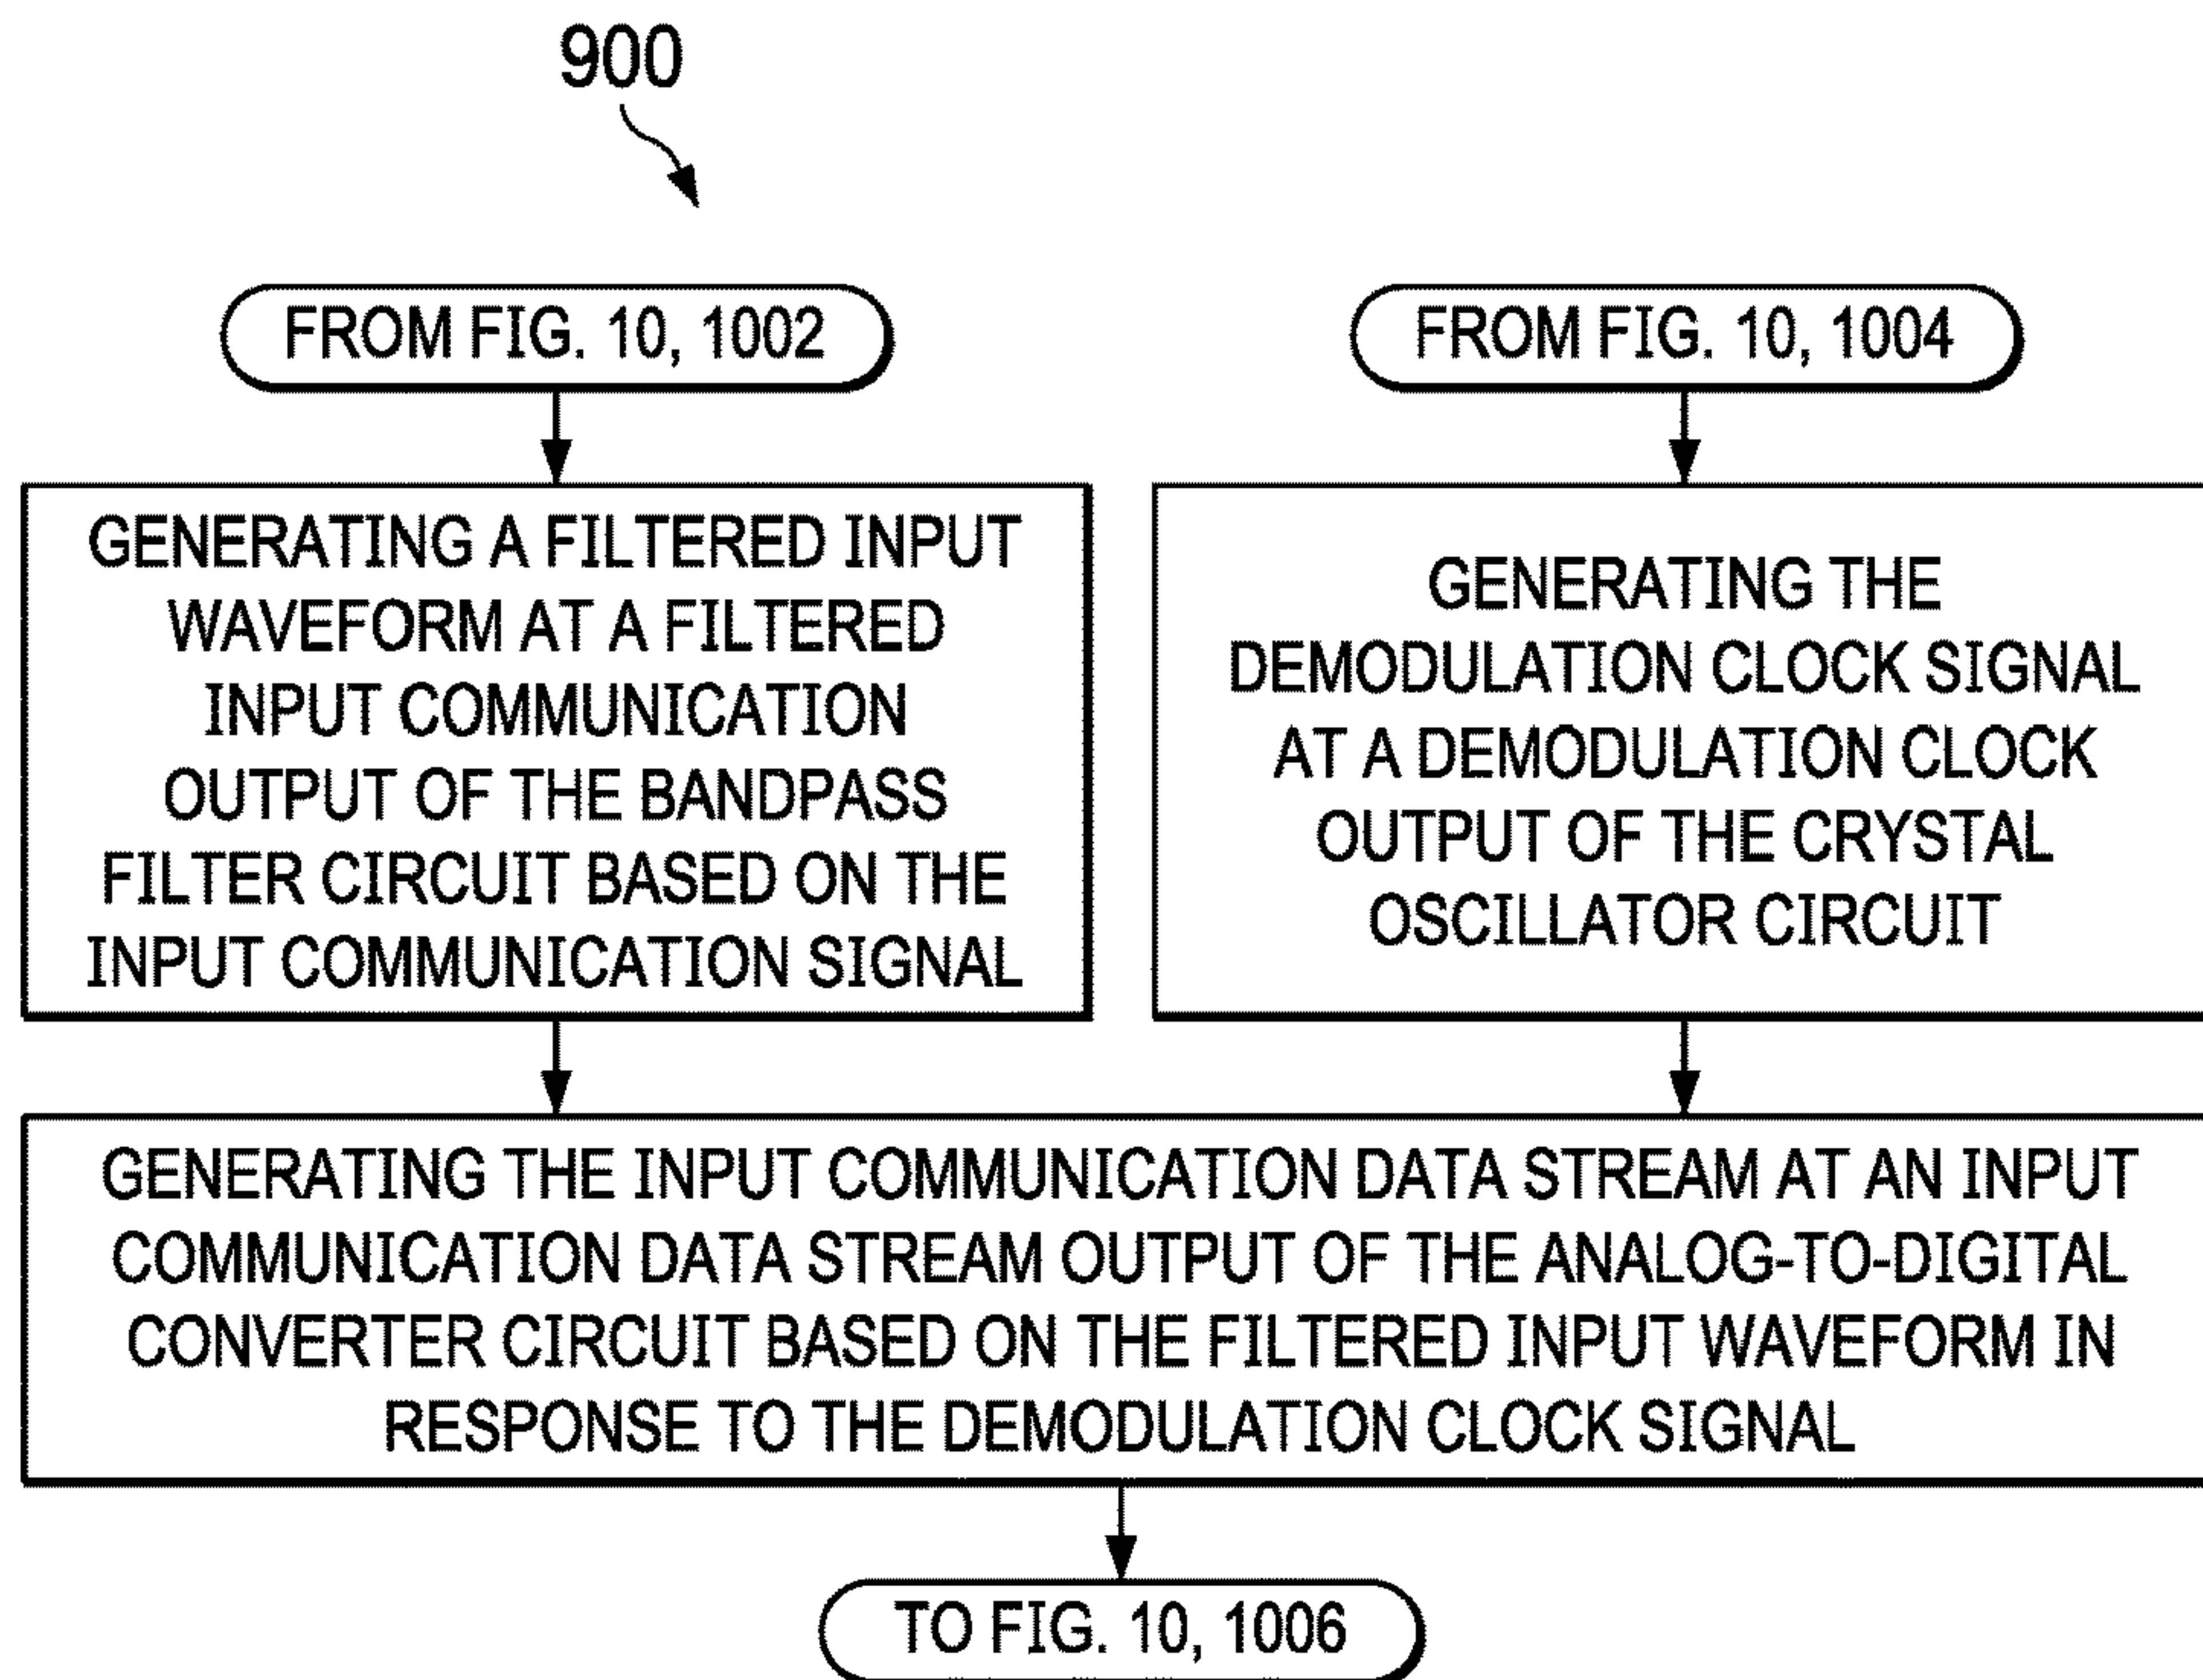 900
FROM FIG. 10, 1002
FROM FIG. 10, 1004
GENERATING A FILTERED INPUT
WAVEFORM AT A FILTERED
INPUT COMMUNICATION
OUTPUT OF THE BANDPASS
FILTER CIRCUIT BASED ON THE
INPUT COMMUNICATION SIGNAL
GENERATING THE
DEMODULATION CLOCK SIGNAL
AT A DEMODULATION CLOCK
OUTPUT OF THE CRYSTAL
OSCILLATOR CIRCUIT
GENERATING THE INPUT COMMUNICATION DATA STREAM AT AN INPUT
COMMUNICATION DATA STREAM OUTPUT OF THE ANALOG-TO-DIGITAL
CONVERTER CIRCUIT BASED ON THE FILTERED INPUT WAVEFORM IN
RESPONSE TO THE DEMODULATION CLOCK SIGNAL
TO FIG. 10, 1006